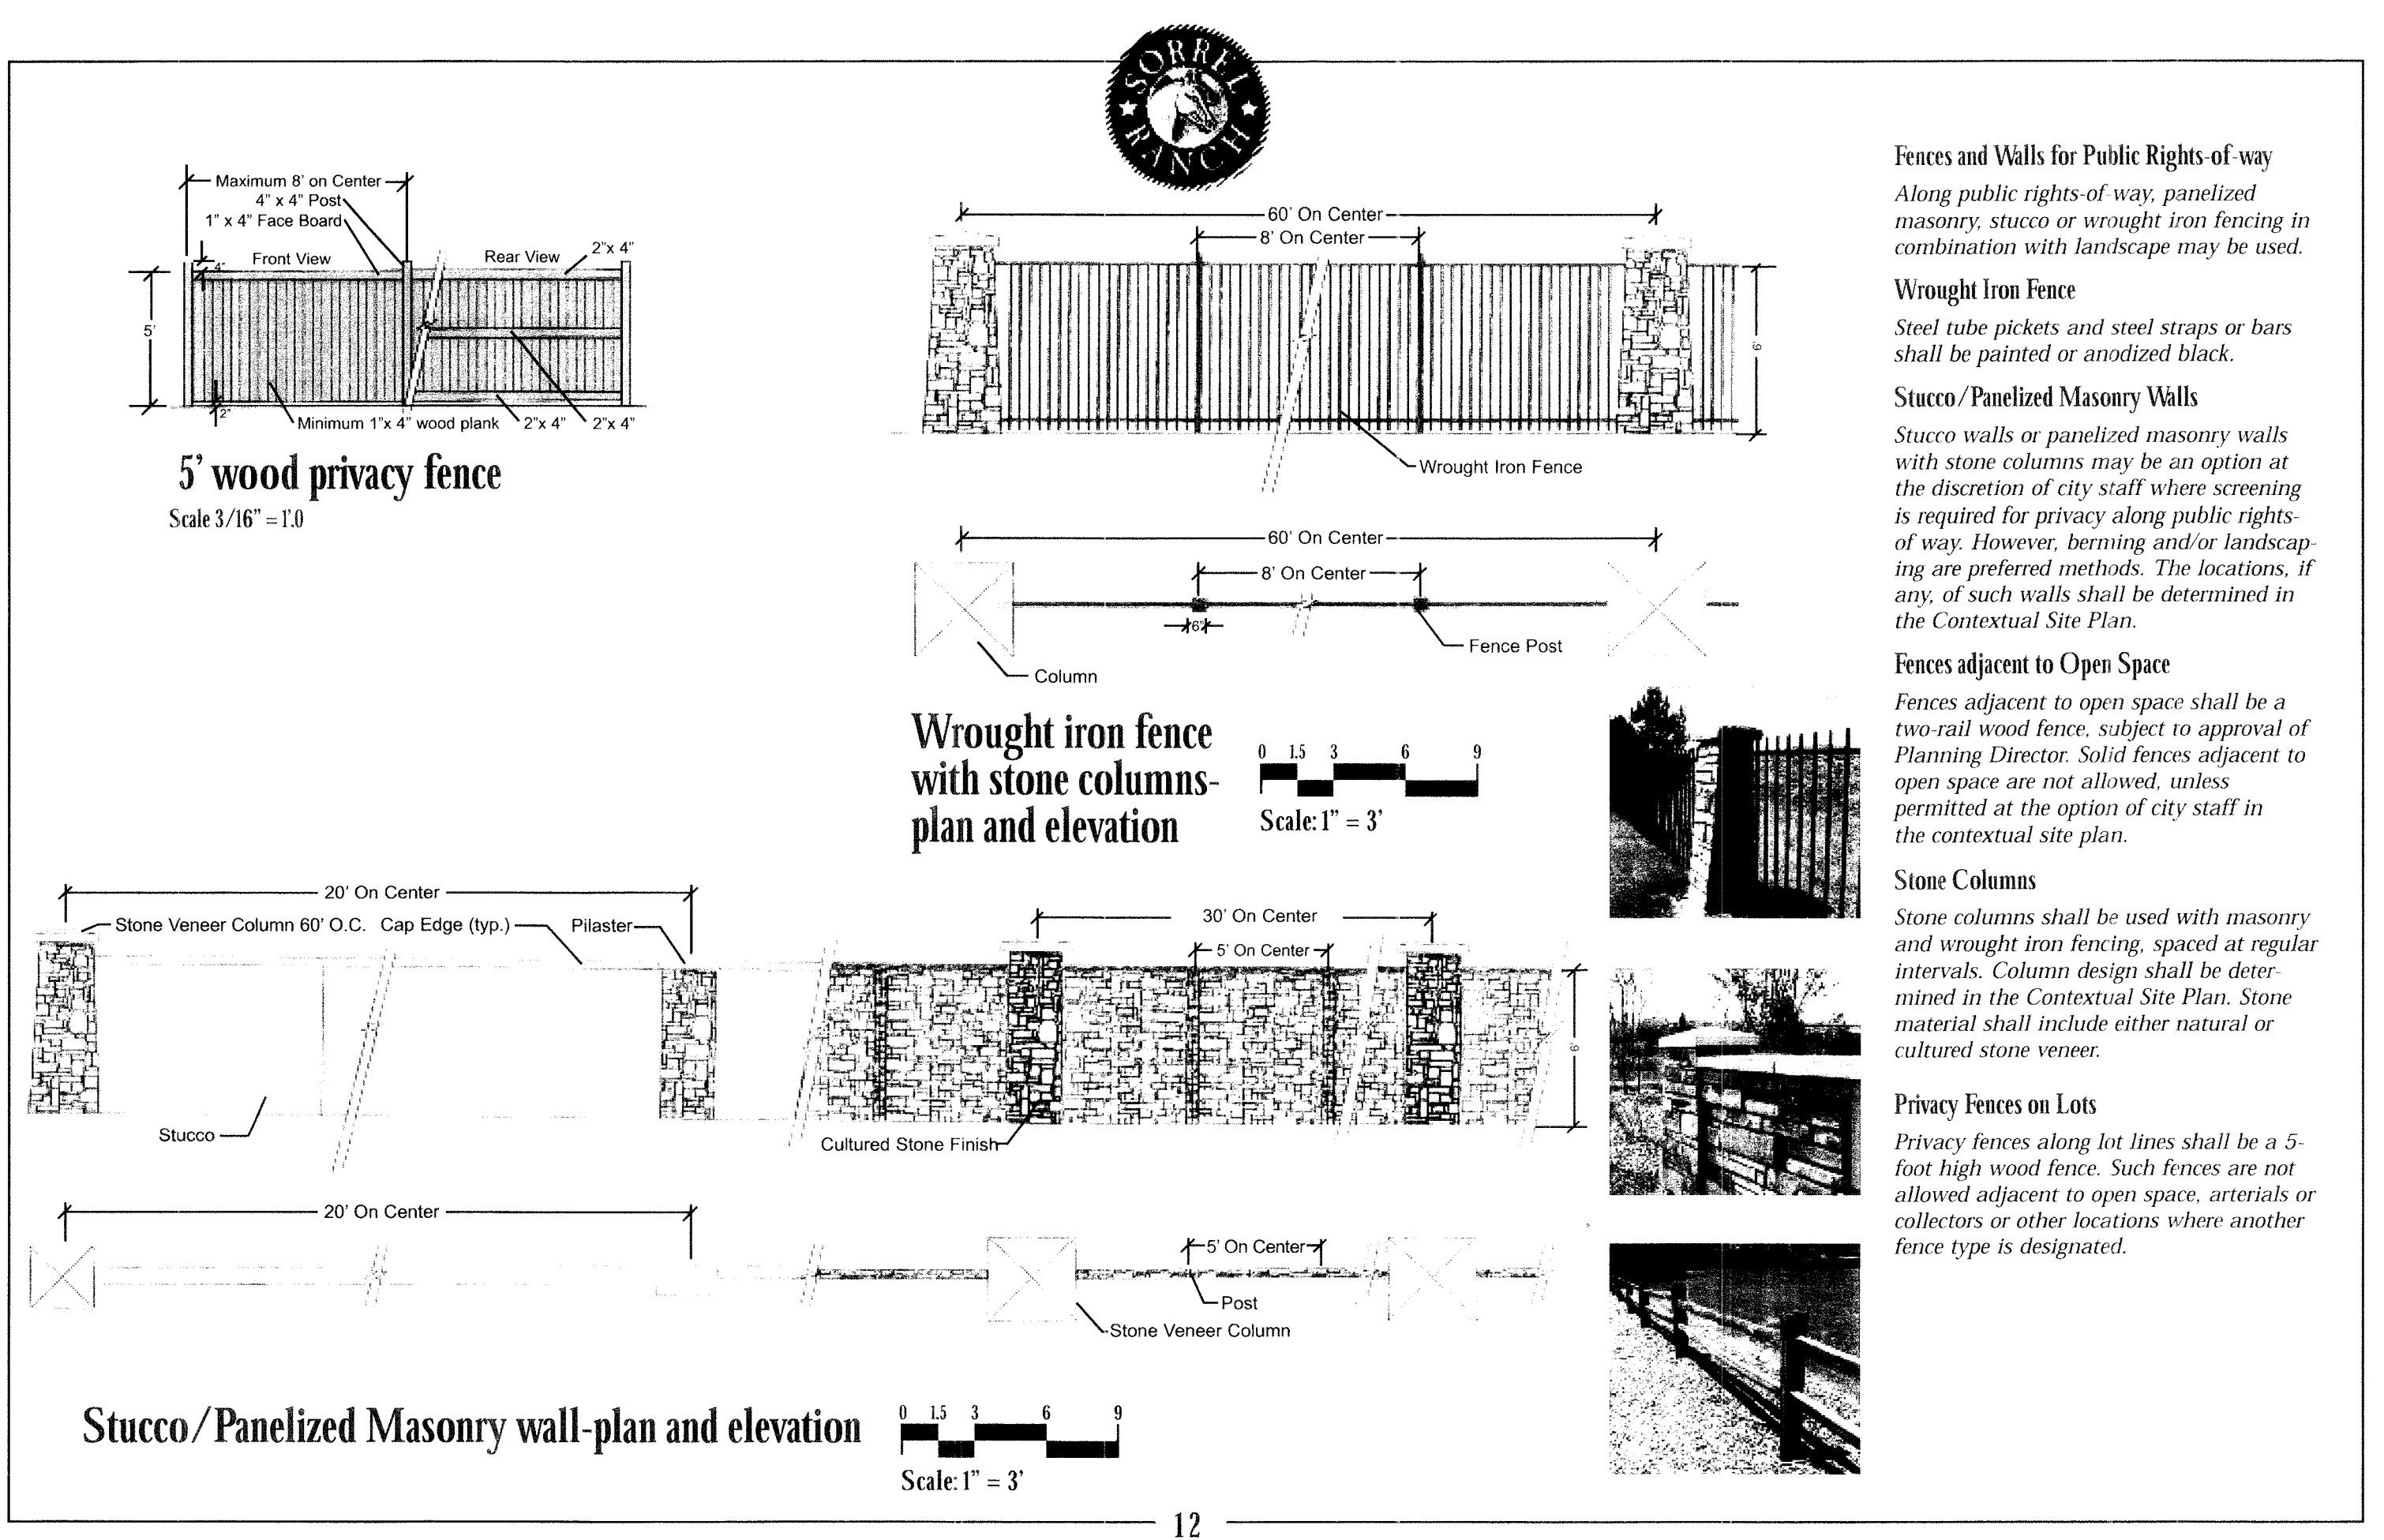 SORREL
RANCH
Maximum 8' on Center
4" x 4" Post
1" x 4" Face Board
Front View
Rear View
2"x 4"
4"
5'
2"
Minimum 1"x 4" wood plank
2"x 4"
2"x 4"
5' wood privacy fence
Scale 3/16" = 1'.0
60' On Center
8' On Center
6'
Wrought Iron Fence
60' On Center
8' On Center
6"
Fence Post
Column
Wrought iron fence
with stone columns-
plan and elevation
0 1.5 3 6 9
Scale: 1" = 3'
20' On Center
Stone Veneer Column 60' O.C.
Cap Edge (typ.)
Pilaster
30' On Center
5' On Center
6'
Stucco
Cultured Stone Finish
20' On Center
5' On Center
Post
Stone Veneer Column
Stucco/Panelized Masonry wall-plan and elevation
0 1.5 3 6 9
Scale: 1" = 3'
Fences and Walls for Public Rights-of-way
Along public rights-of-way, panelized
masonry, stucco or wrought iron fencing in
combination with landscape may be used.
Wrought Iron Fence
Steel tube pickets and steel straps or bars
shall be painted or anodized black.
Stucco/Panelized Masonry Walls
Stucco walls or panelized masonry walls
with stone columns may be an option at
the discretion of city staff where screening
is required for privacy along public rights-
of way. However, berming and/or landscap-
ing are preferred methods. The locations, if
any, of such walls shall be determined in
the Contextual Site Plan.
Fences adjacent to Open Space
Fences adjacent to open space shall be a
two-rail wood fence, subject to approval of
Planning Director. Solid fences adjacent to
open space are not allowed, unless
permitted at the option of city staff in
the contextual site plan.
Stone Columns
Stone columns shall be used with masonry
and wrought iron fencing, spaced at regular
intervals. Column design shall be deter-
mined in the Contextual Site Plan. Stone
material shall include either natural or
cultured stone veneer.
Privacy Fences on Lots
Privacy fences along lot lines shall be a 5-
foot high wood fence. Such fences are not
allowed adjacent to open space, arterials or
collectors or other locations where another
fence type is designated.
12